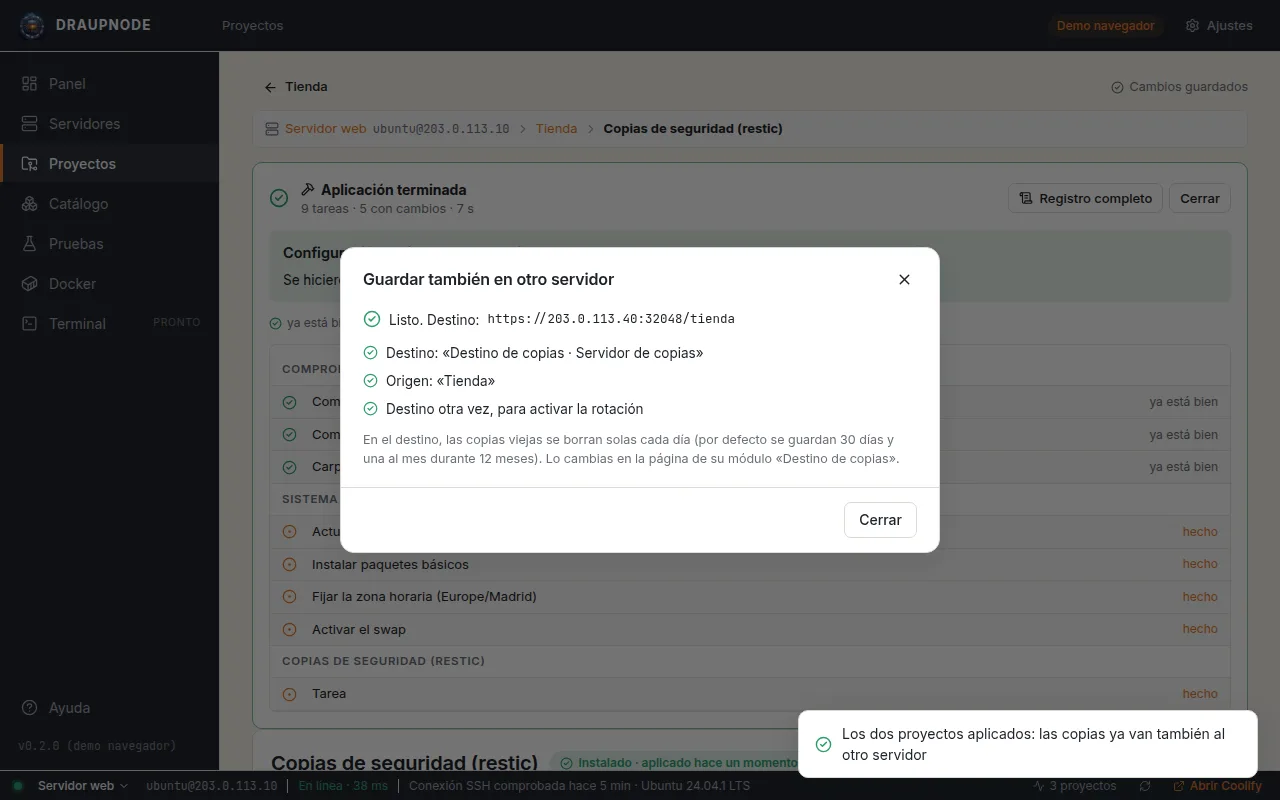 DRAUPNODE
Proyectos
Demo navegador
Ajustes
Panel
Servidores
Proyectos
Catálogo
Pruebas
Docker
Terminal PRONTO
Ayuda
v0.2.0 (demo navegador)
Tienda
Cambios guardados
Servidor web ubuntu@203.0.113.10 > Tienda > Copias de seguridad (restic)
Aplicación terminada
9 tareas · 5 con cambios · 7 s
Registro completo
Cerrar
Guardar también en otro servidor
Listo. Destino: https://203.0.113.40:32048/tienda
Destino: «Destino de copias · Servidor de copias»
Origen: «Tienda»
Destino otra vez, para activar la rotación
En el destino, las copias viejas se borran solas cada día (por defecto se guardan 30 días y
una al mes durante 12 meses). Lo cambias en la página de su módulo «Destino de copias».
Cerrar
ya está
ya está bien
ya está bien
ya está bien
SISTEMA
hecho
Instalar paquetes básicos hecho
Fijar la zona horaria (Europe/Madrid) hecho
Activar el swap hecho
COPIAS DE SEGURIDAD (RESTIC)
Tarea hecho
Copias de seguridad (restic)
Instalado · aplicado hace un momento
Los dos proyectos aplicados: las copias ya van también al
otro servidor
Servidor web ubuntu@203.0.113.10 En línea · 38 ms Conexión SSH comprobada hace 5 min · Ubuntu 24.04.1 LTS
3 proyectos
Abrir Coolify